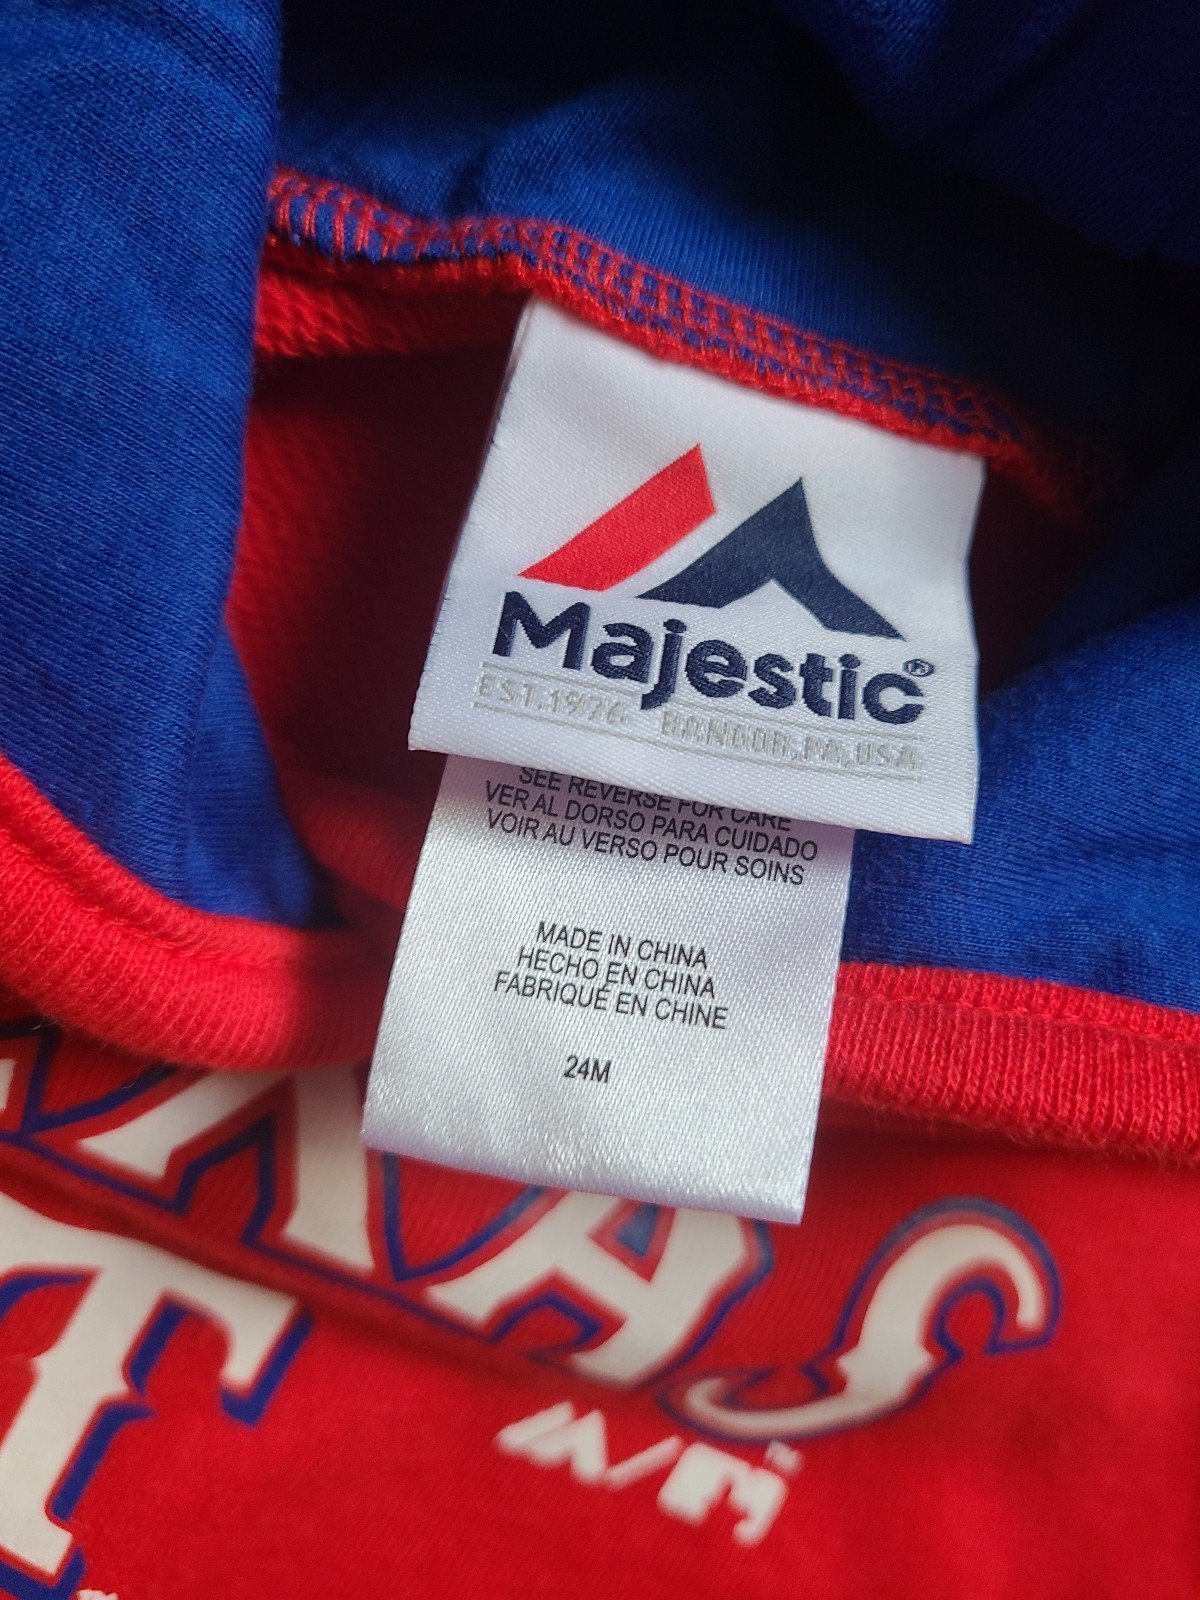 Majestic®
EST.1976 BANGOR,PA,USA
SEE REVERSE FOR CARE
VER AL DORSO PARA CUIDADO
VOIR AU VERSO POUR SOINS
MADE IN CHINA
HECHO EN CHINA
FABRIQUÉ EN CHINE
24M
EXAS
T